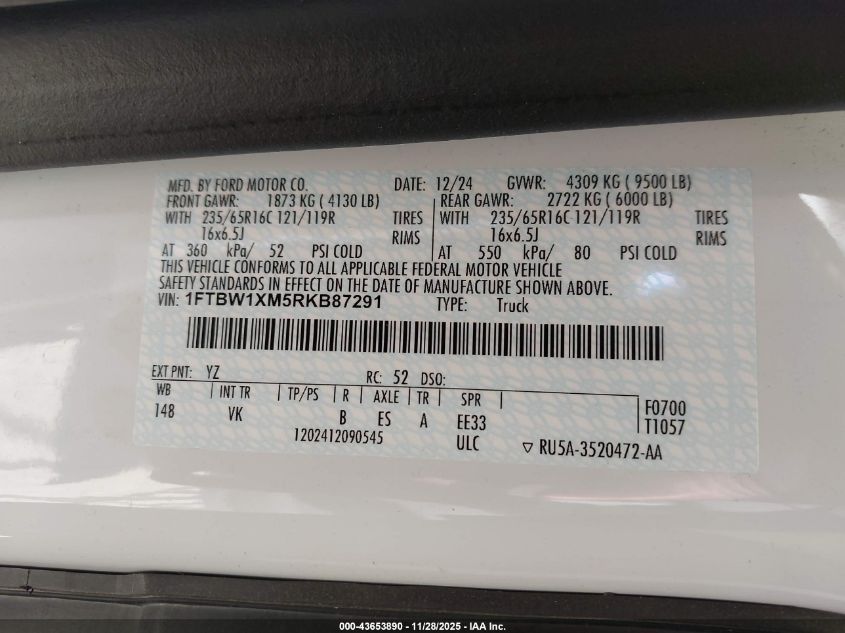 MFD. BY FORD MOTOR CO. DATE: 12/24 GVWR: 4309 KG ( 9500 LB)
FRONT GAWR: 1873 KG ( 4130 LB) REAR GAWR: 2722 KG ( 6000 LB)
WITH 235/65R16C 121/119R TIRES WITH 235/65R16C 121/119R TIRES
16x6.5J RIMS 16x6.5J RIMS
AT 360 kPa/ 52 PSI COLD AT 550 kPa/ 80 PSI COLD
THIS VEHICLE CONFORMS TO ALL APPLICABLE FEDERAL MOTOR VEHICLE
SAFETY STANDARDS IN EFFECT ON THE DATE OF MANUFACTURE SHOWN ABOVE.
VIN: 1FTBW1XM5RKB87291 TYPE: Truck
EXT PNT: YZ RC: 52 DSO:
WB INT TR TP/PS R AXLE TR SPR
148 VK B ES A EE33 F0700
1202412090545 ULC T1057
▽ RU5A-3520472-AA
000-43653890 - 11/28/2025 - IAA Inc.